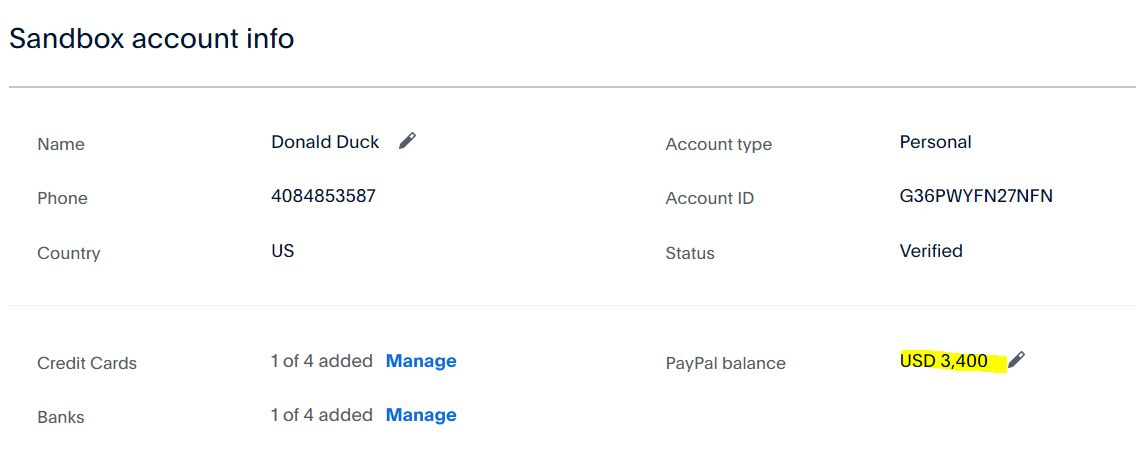 Sandbox account info
Name Donald Duck Account type Personal
Phone 4084853587 Account ID G36PWYFN27NFN
Country US Status Verified
Credit Cards 1 of 4 added Manage PayPal balance USD 3,400
Banks 1 of 4 added Manage